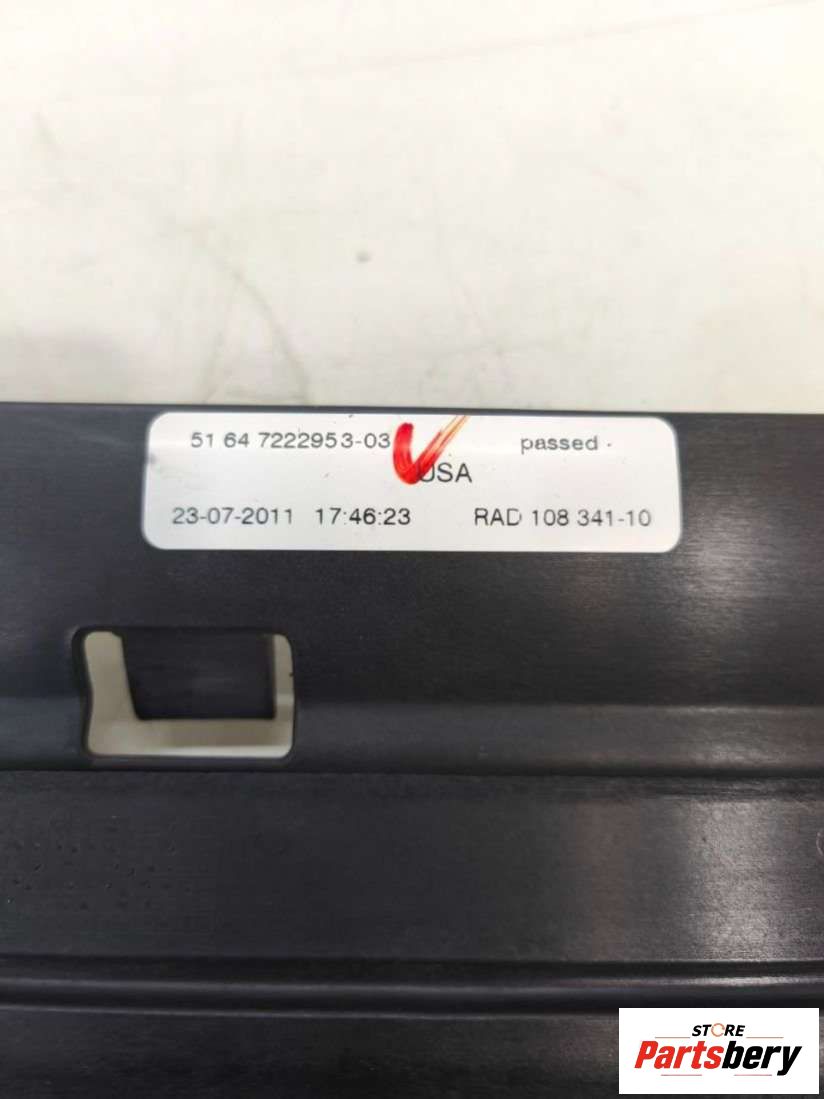 51 64 7222953-03 passed
USA
23-07-2011 17:46:23 RAD 108 341-10
STORE
Partsbery